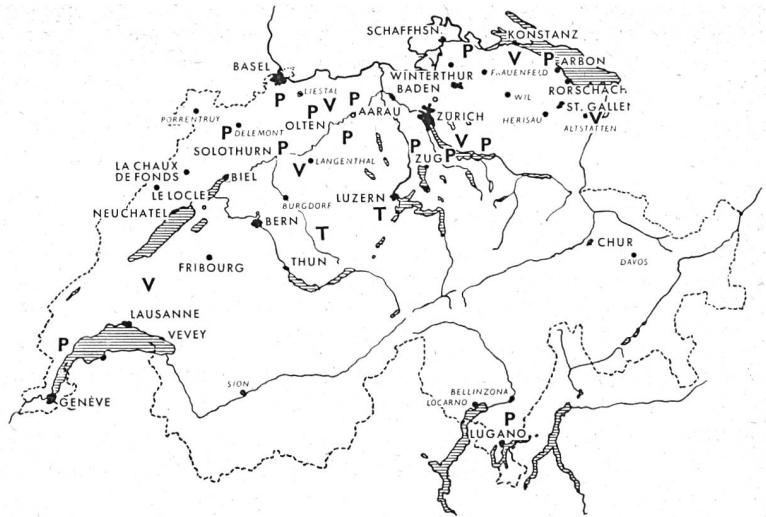 SCHAFFHSN.
KONSTANZ
P
V
P
ARBON
BASEL
WINTERTHUR
FRAUENFELD
BADEN
RORSCHACH
LIESTAL
P
V
P
P
WIL
ST. GALLEN
PORRENTRUY
OLTEN
AARAU
ZÜRICH
HERISAU
V
ALTSTÄTTEN
P
DELEMONT
P
V
P
SOLOTHURN
P
P
ZUG
P
LANGENTHAL
V
LA CHAUX
DE FONDS
BIEL
LE LOCLE
BURGDORF
LUZERN
NEUCHATEL
BERN
T
T
CHUR
FRIBOURG
THUN
DAVOS
V
LAUSANNE
VEVEY
P
SION
BELLINZONA
GENÈVE
LOCARNO
P
LUGANO